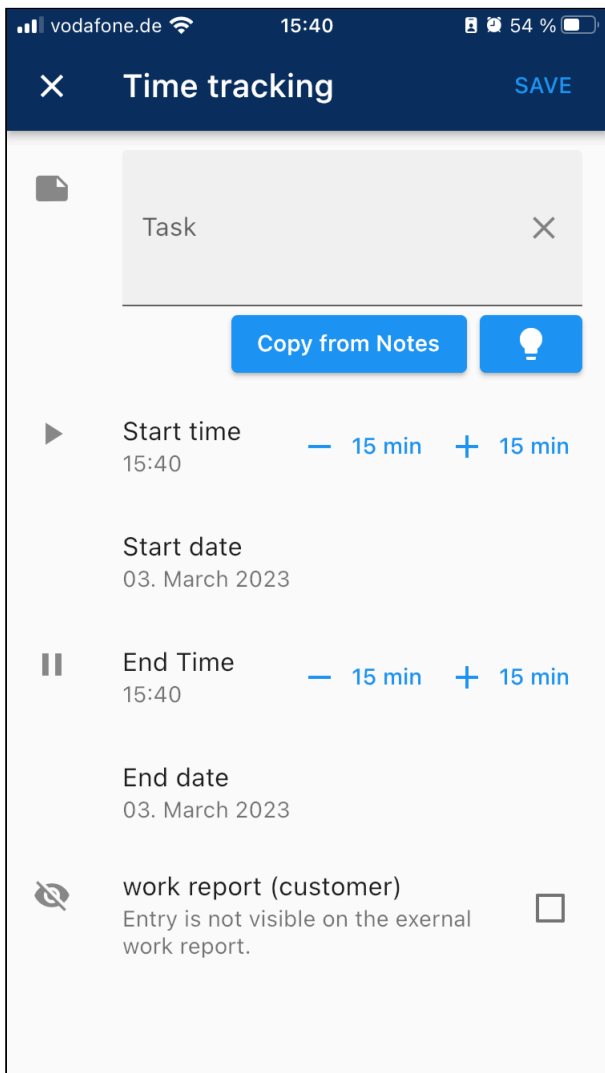 vodafone.de 15:40 54 %
Time tracking SAVE
Task
Copy from Notes
Start time
15:40
15 min 15 min
Start date
03. March 2023
End Time
15:40
15 min 15 min
End date
03. March 2023
work report (customer)
Entry is not visible on the exernal
work report.